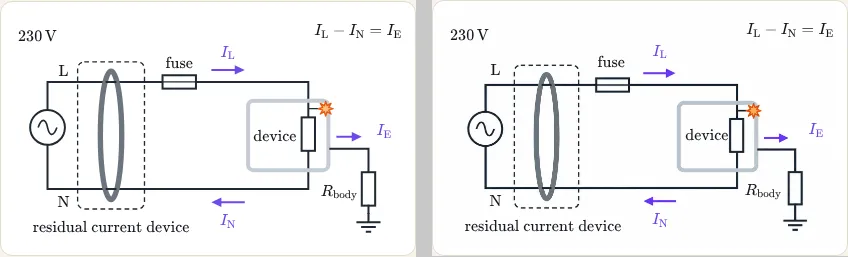 230 V
I_L − I_N = I_E
L
fuse
I_L
device
I_E
R_body
N
I_N
residual current device
230 V
I_L − I_N = I_E
L
fuse
I_L
device
I_E
R_body
N
I_N
residual current device